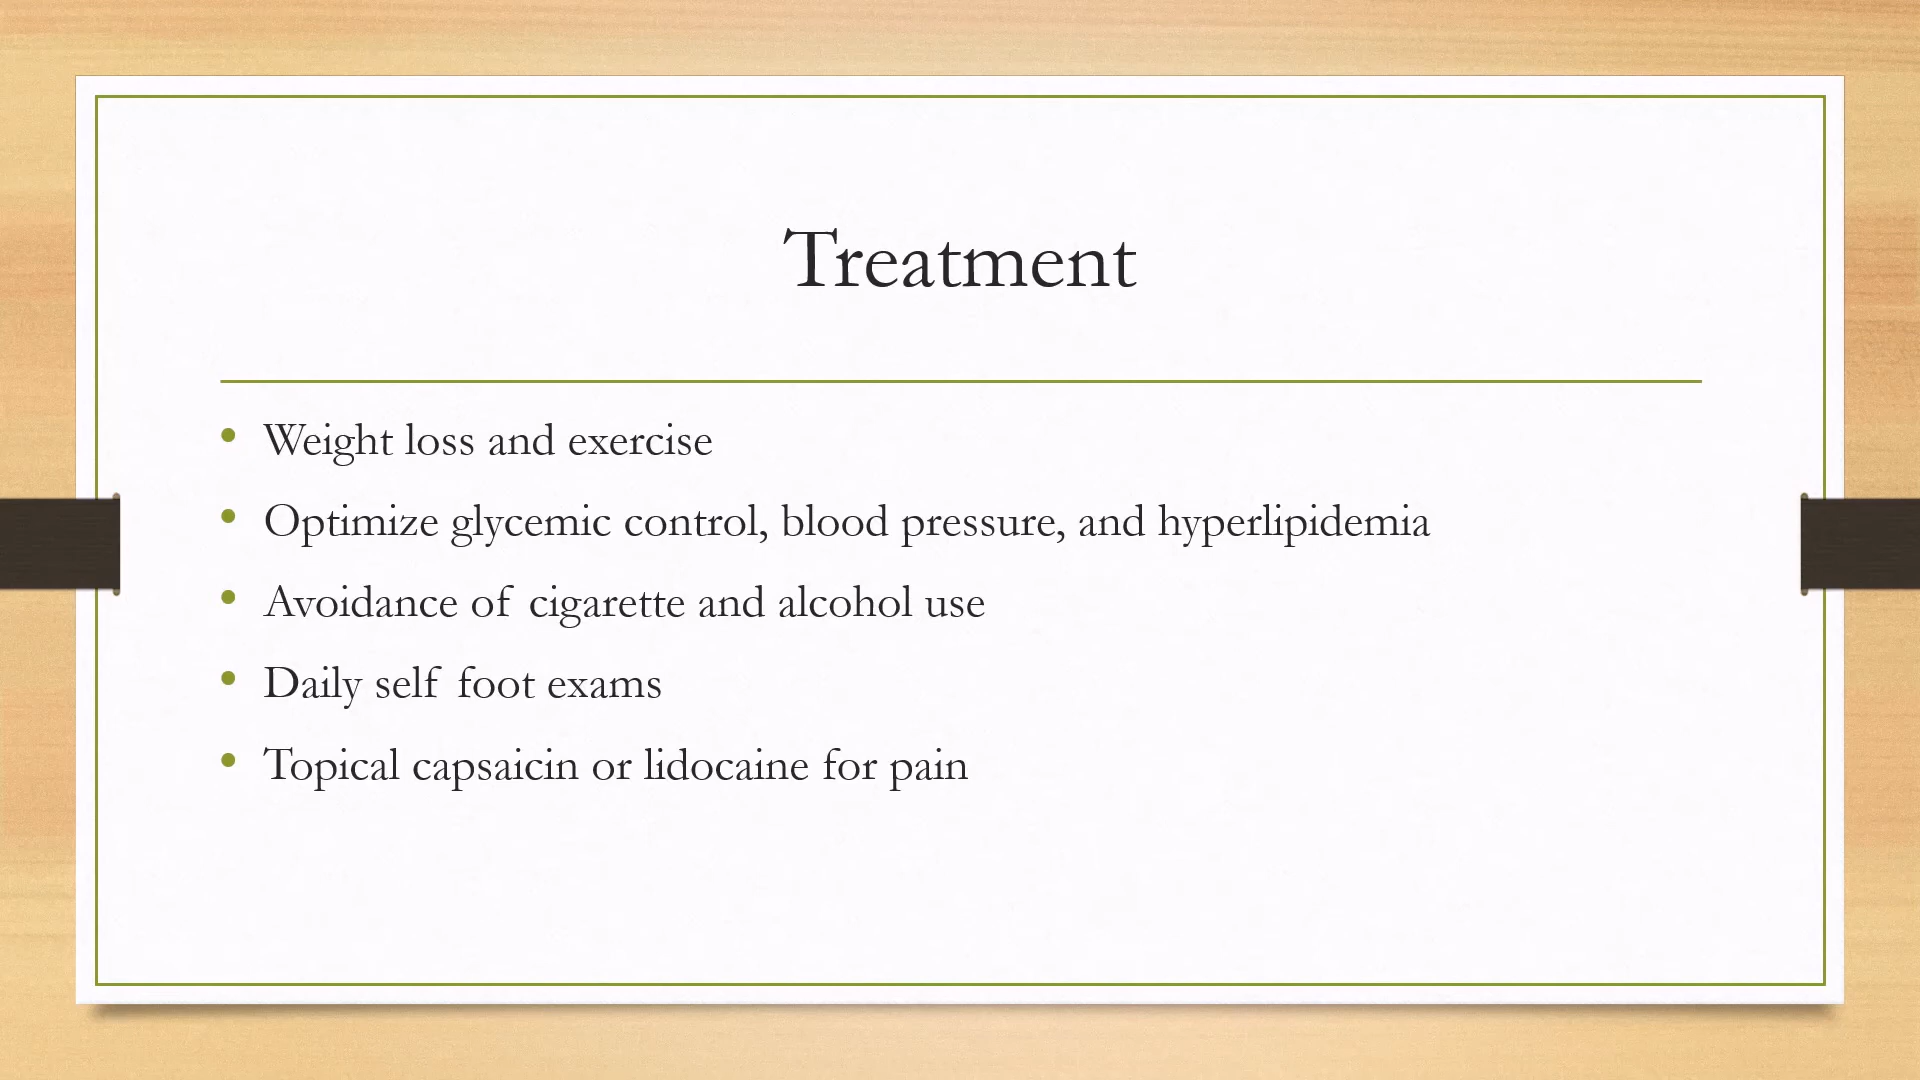 Treatment
• Weight loss and exercise
• Optimize glycemic control, blood pressure, and hyperlipidemia
• Avoidance of cigarette and alcohol use
• Daily self foot exams
• Topical capsaicin or lidocaine for pain